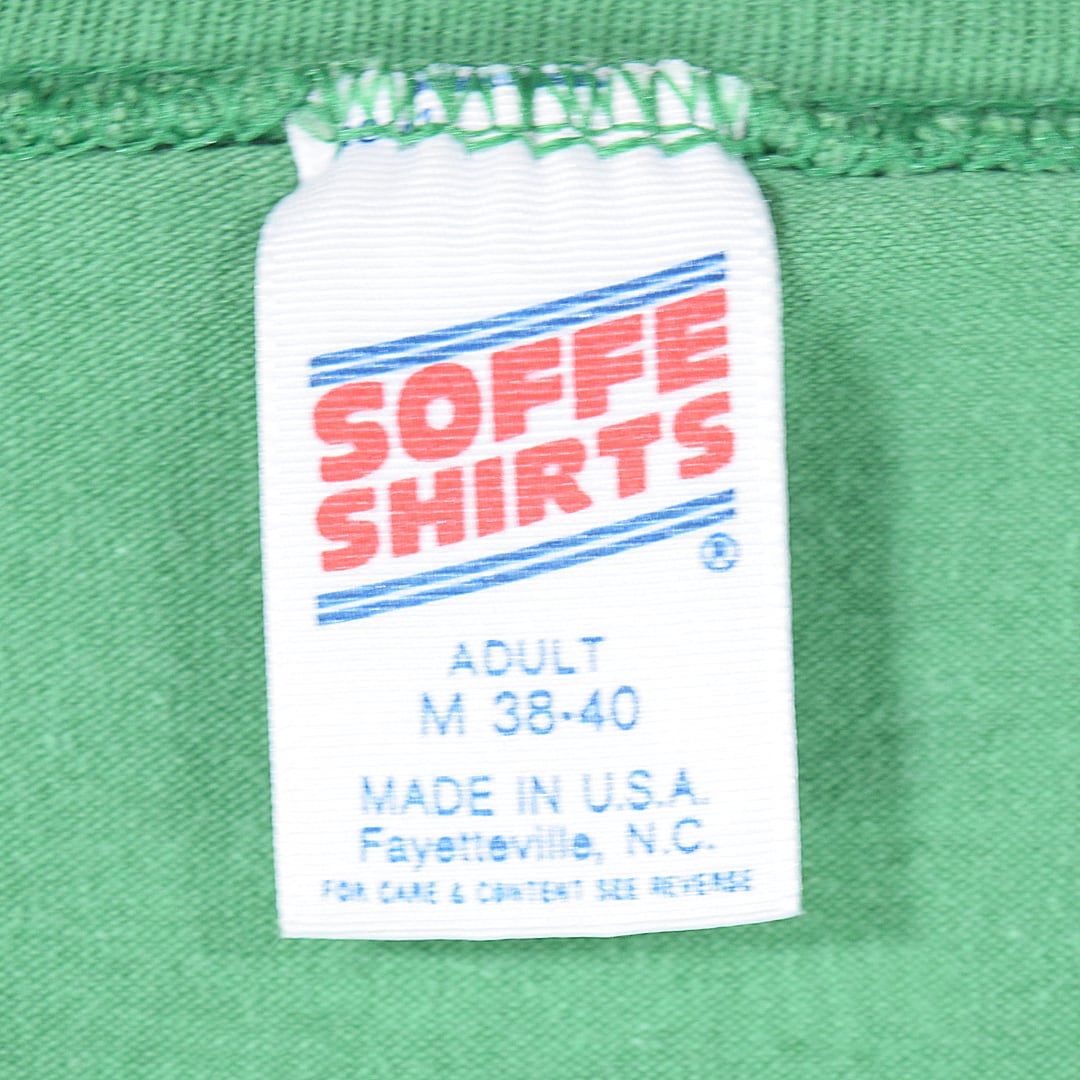 SOFFE
SHIRTS
®
ADULT
M 38-40
MADE IN U.S.A.
Fayetteville, N.C.
FOR CARE & CONTENT SEE REVERSE